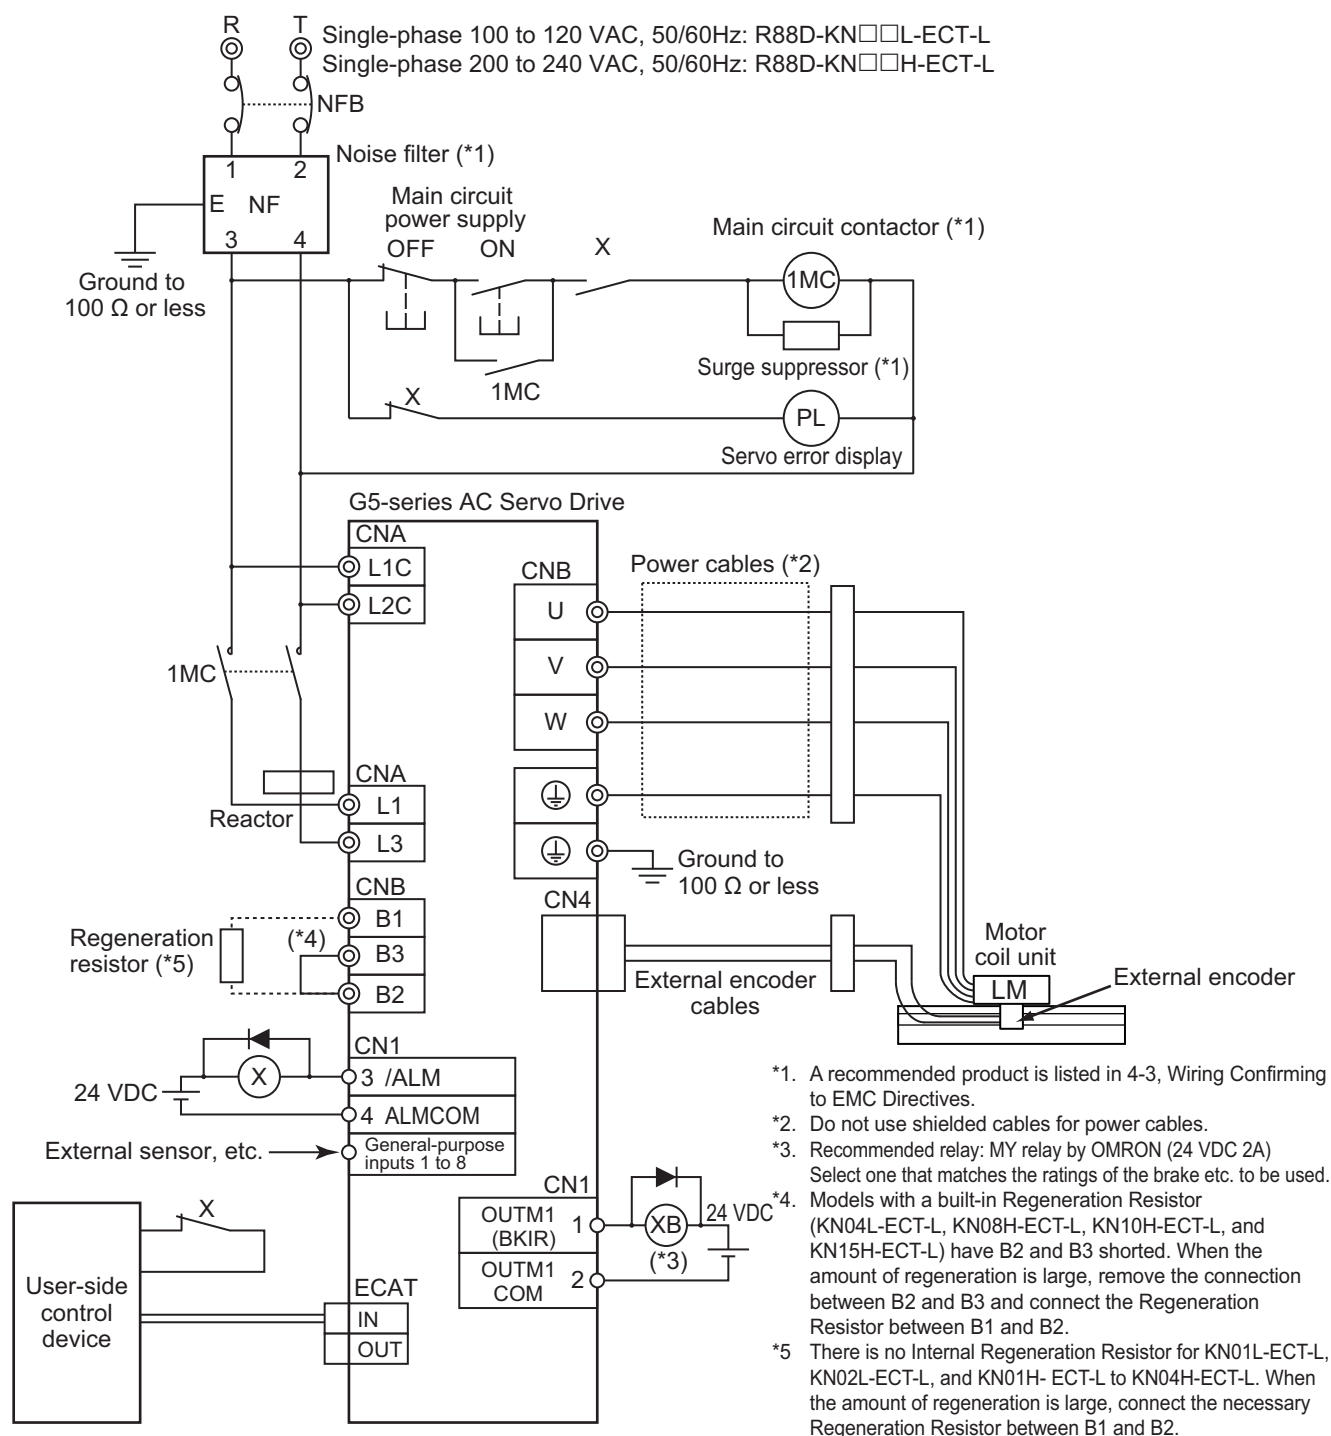 R T
Single-phase 100 to 120 VAC, 50/60Hz: R88D-KN□□L-ECT-L
Single-phase 200 to 240 VAC, 50/60Hz: R88D-KN□□H-ECT-L
NFB
Noise filter (*1)
1 2
E NF
3 4
Ground to
100 Ω or less
Main circuit
power supply
OFF ON X
Main circuit contactor (*1)
1MC
Surge suppressor (*1)
1MC
X
PL
Servo error display
G5-series AC Servo Drive
CNA
L1C
L2C
1MC
CNB
Power cables (*2)
U
V
W
CNA
Reactor
L1
L3
Ground to
100 Ω or less
CNB
B1
B3
B2
Regeneration
resistor (*5)
(*4)
CN4
External encoder
cables
Motor
coil unit
LM
External encoder
CN1
24 VDC
X
3 /ALM
4 ALMCOM
External sensor, etc.
General-purpose
inputs 1 to 8
X
User-side
control
device
ECAT
IN
OUT
CN1
OUTM1
(BKIR)
1
OUTM1
COM
2
XB
(*3)
24 VDC
*1. A recommended product is listed in 4-3, Wiring Confirming
to EMC Directives.
*2. Do not use shielded cables for power cables.
*3. Recommended relay: MY relay by OMRON (24 VDC 2A)
Select one that matches the ratings of the brake etc. to be used.
*4. Models with a built-in Regeneration Resistor
(KN04L-ECT-L, KN08H-ECT-L, KN10H-ECT-L, and
KN15H-ECT-L) have B2 and B3 shorted. When the
amount of regeneration is large, remove the connection
between B2 and B3 and connect the Regeneration
Resistor between B1 and B2.
*5 There is no Internal Regeneration Resistor for KN01L-ECT-L,
KN02L-ECT-L, and KN01H- ECT-L to KN04H-ECT-L. When
the amount of regeneration is large, connect the necessary
Regeneration Resistor between B1 and B2.